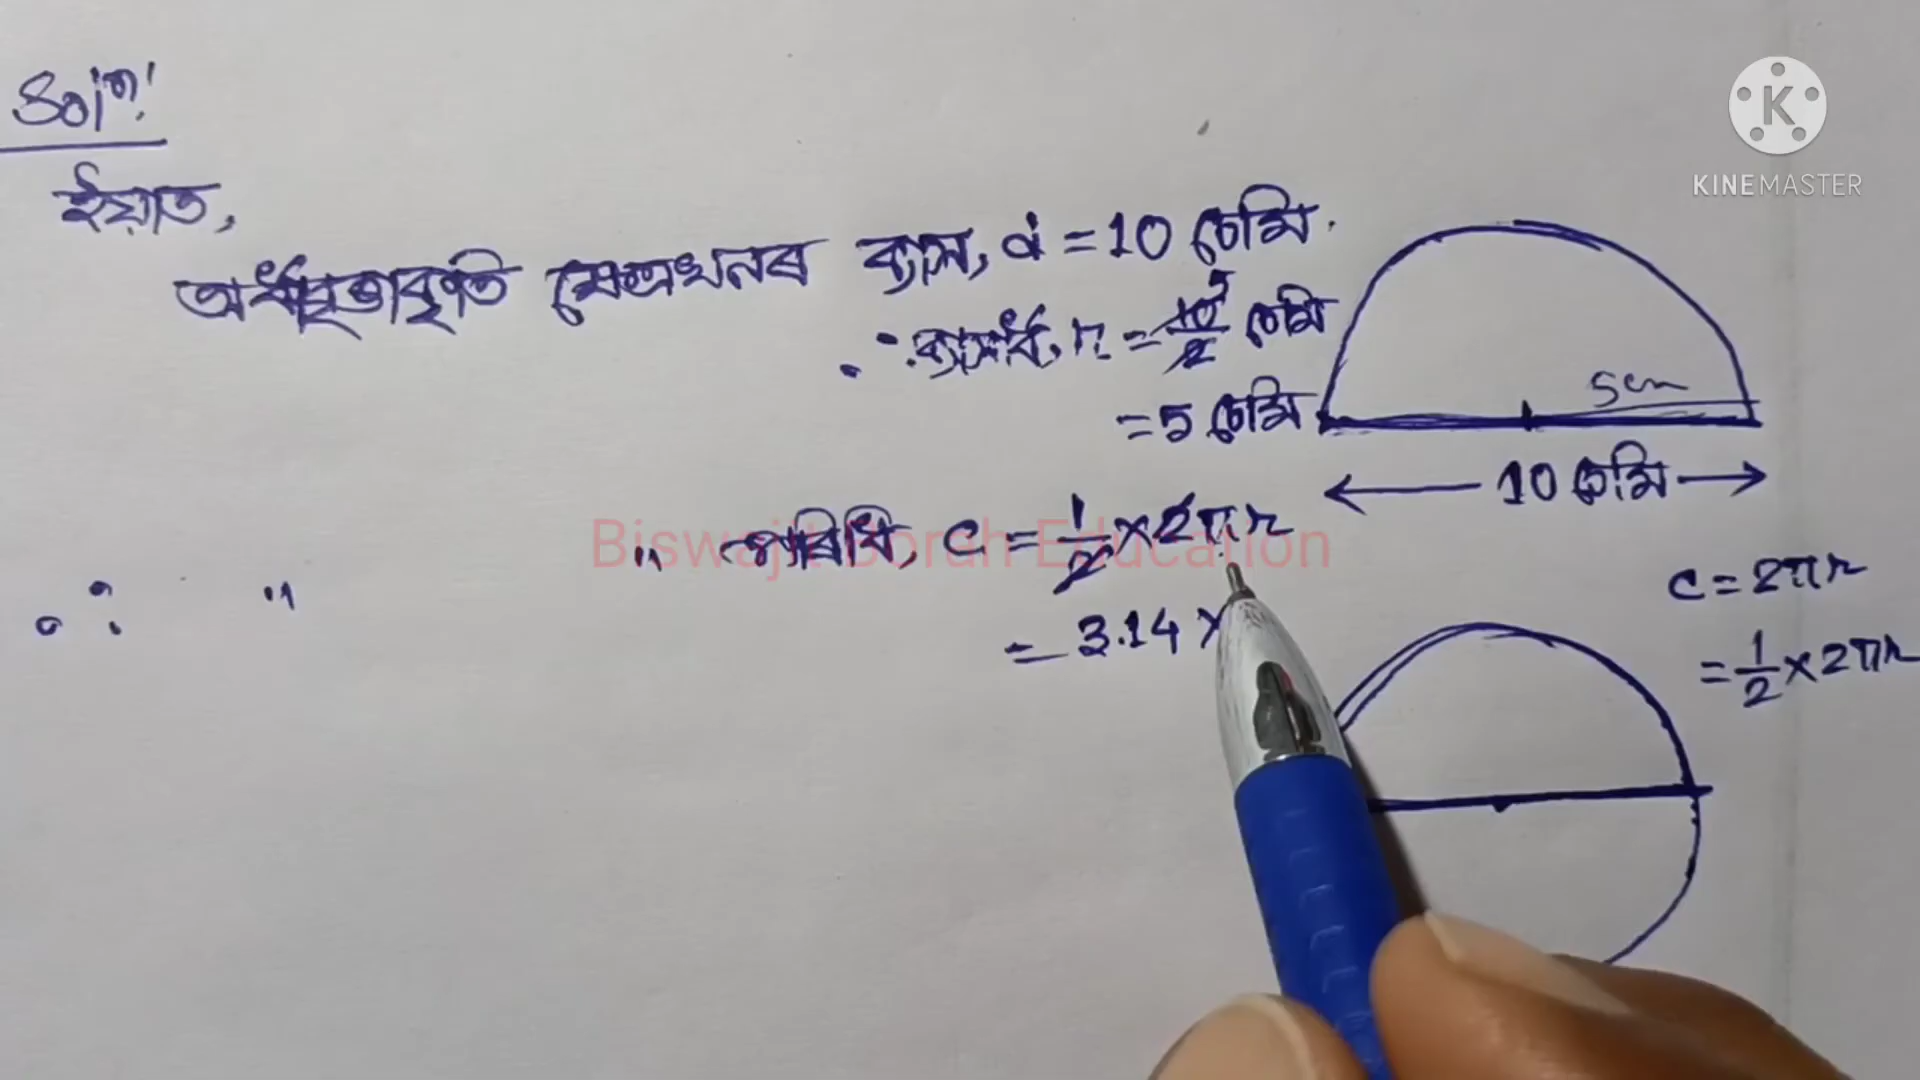 Solⁿ!
ইয়াত,
অৰ্ধবৃত্তাকৃতি ক্ষেত্ৰখনৰ ব্যাস, d = 10 চেমি.
∴ ব্যাসাৰ্ধ, r = 10/2 5 চেমি
= 5 চেমি
5cm
10 চেমি
∴ " " পৰিধি, C = 1/2 × 2πr
= 3.14 ×
C = 2πr
= 1/2 × 2πr
Biswajit Borah Education
KINEMASTER